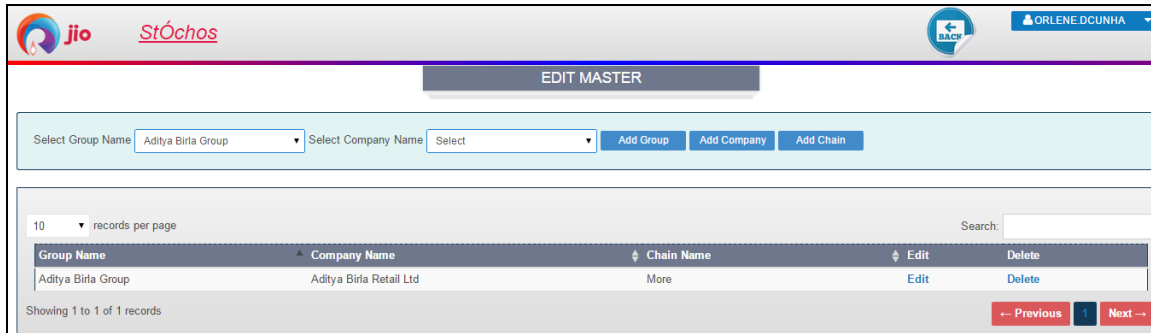 jio StÓchos BACK ORLENE.DCUNHA
EDIT MASTER
Select Group Name Aditya Birla Group Select Company Name Select Add Group Add Company Add Chain
10 records per page Search:
Group Name Company Name Chain Name Edit Delete
Aditya Birla Group Aditya Birla Retail Ltd More Edit Delete
Showing 1 to 1 of 1 records ← Previous 1 Next →